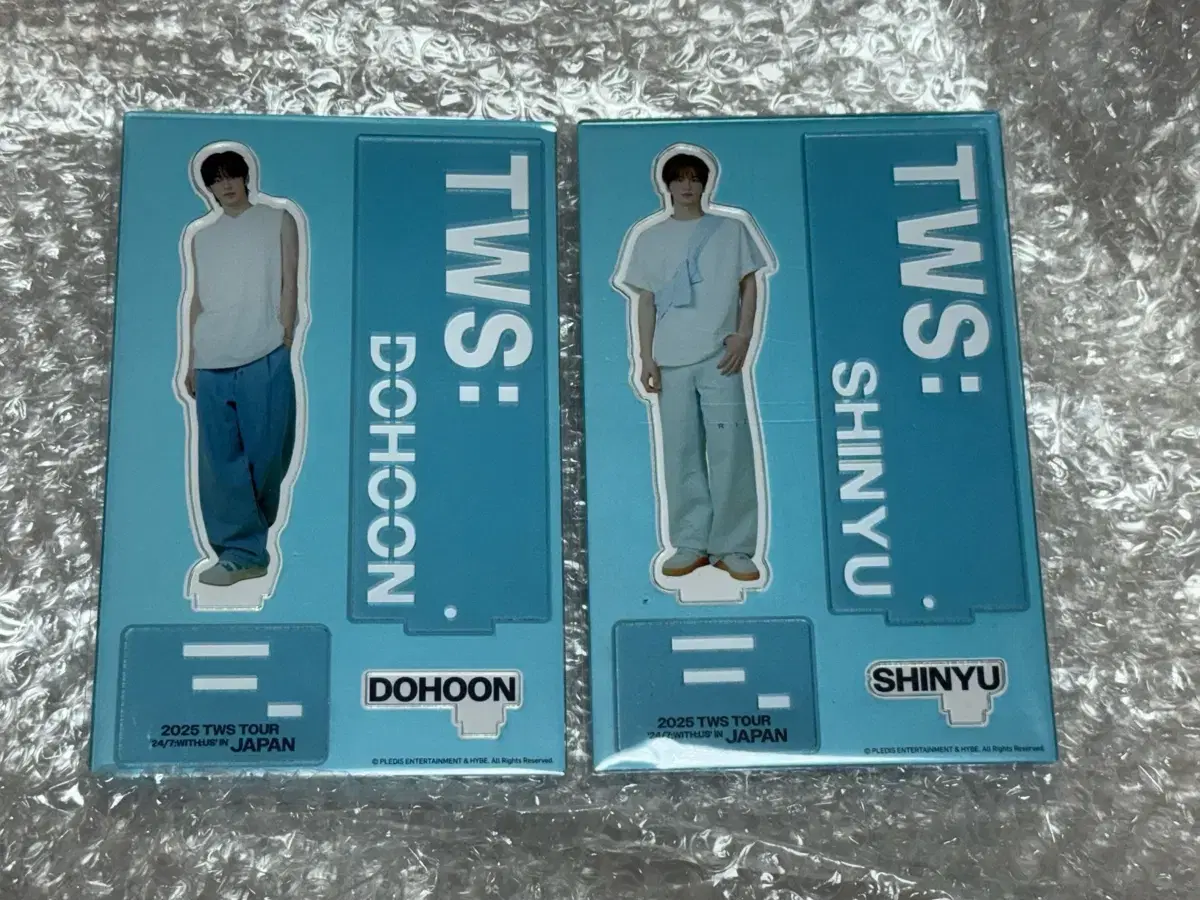 TWS:
DOHOON
2025 TWS TOUR
'24/7:WITH:US' IN JAPAN
DOHOON
© PLEDIS ENTERTAINMENT & HYBE. All Rights Reserved.
TWS:
SHINYU
2025 TWS TOUR
'24/7:WITH:US' IN JAPAN
SHINYU
© PLEDIS ENTERTAINMENT & HYBE. All Rights Reserved.